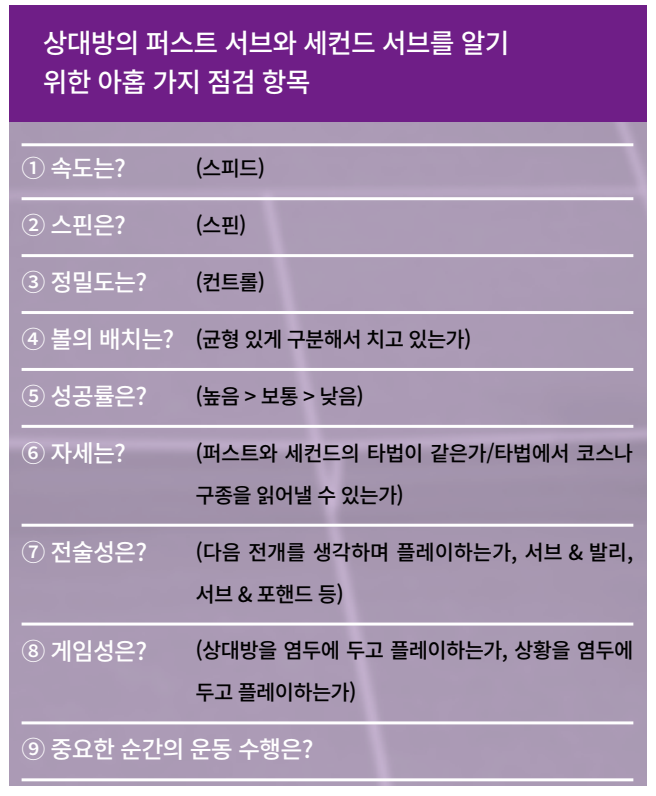 상대방의 퍼스트 서브와 세컨드 서브를 알기
위한 아홉 가지 점검 항목
① 속도는? (스피드)
② 스핀은? (스핀)
③ 정밀도는? (컨트롤)
④ 볼의 배치는? (균형 있게 구분해서 치고 있는가)
⑤ 성공률은? (높음 > 보통 > 낮음)
⑥ 자세는? (퍼스트와 세컨드의 타법이 같은가/타법에서 코스나
구종을 읽어낼 수 있는가)
⑦ 전술성은? (다음 전개를 생각하며 플레이하는가, 서브 & 발리,
서브 & 포핸드 등)
⑧ 게임성은? (상대방을 염두에 두고 플레이하는가, 상황을 염두에
두고 플레이하는가)
⑨ 중요한 순간의 운동 수행은?